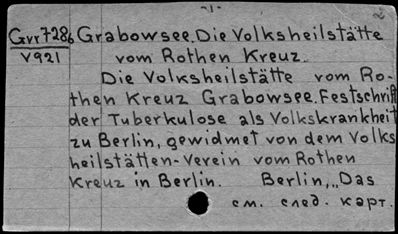 -1-
Gvr728б Grabowsee. Die Volksheilstätte
V921 vom Rothen Kreuz.
Die Volksheilstätte vom Ro-
then Kreuz Grabowsee. Festschrift
der Tuberkulose als Volkskrankheit
zu Berlin, gewidmet von dem Volks
heilstätten-Verein vom Rothen
Kreuz in Berlin. Berlin, „Das
см. след. карт.